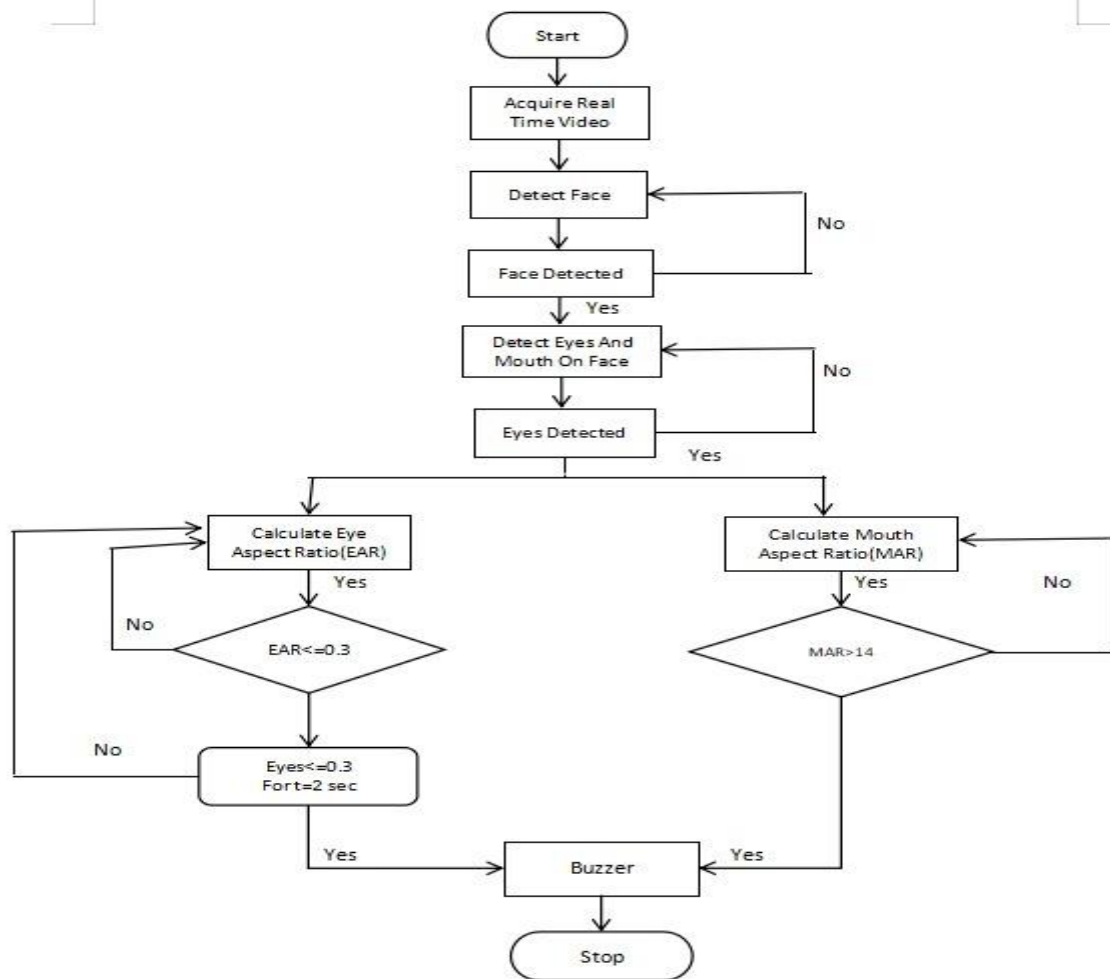 Start
Acquire Real
Time Video
Detect Face
No
Face Detected
Yes
Detect Eyes And
Mouth On Face
No
Eyes Detected
Yes
Calculate Eye
Aspect Ratio(EAR)
Calculate Mouth
Aspect Ratio(MAR)
Yes
Yes
No
No
EAR<=0.3
MAR>14
No
Eyes<=0.3
For t=2 sec
Yes
Buzzer
Yes
Stop